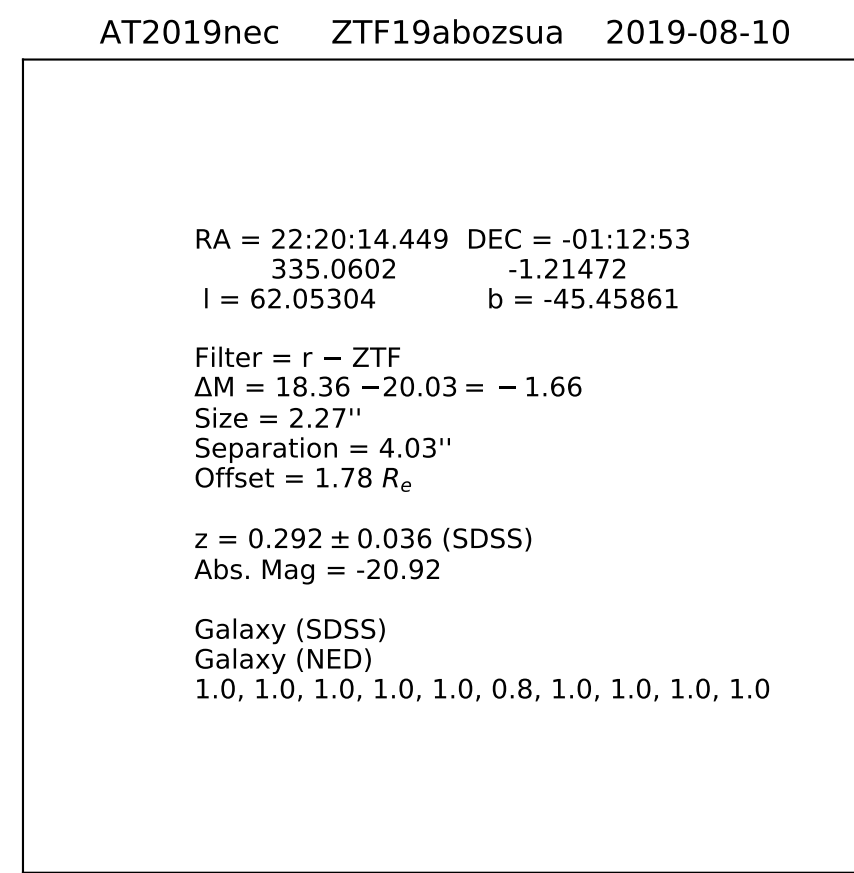 AT2019nec ZTF19abozsua 2019-08-10
RA = 22:20:14.449 DEC = -01:12:53
335.0602 -1.21472
l = 62.05304 b = -45.45861
Filter = r − ZTF
ΔM = 18.36 −20.03 = − 1.66
Size = 2.27''
Separation = 4.03''
Offset = 1.78 Rₑ
z = 0.292 ± 0.036 (SDSS)
Abs. Mag = -20.92
Galaxy (SDSS)
Galaxy (NED)
1.0, 1.0, 1.0, 1.0, 1.0, 0.8, 1.0, 1.0, 1.0, 1.0